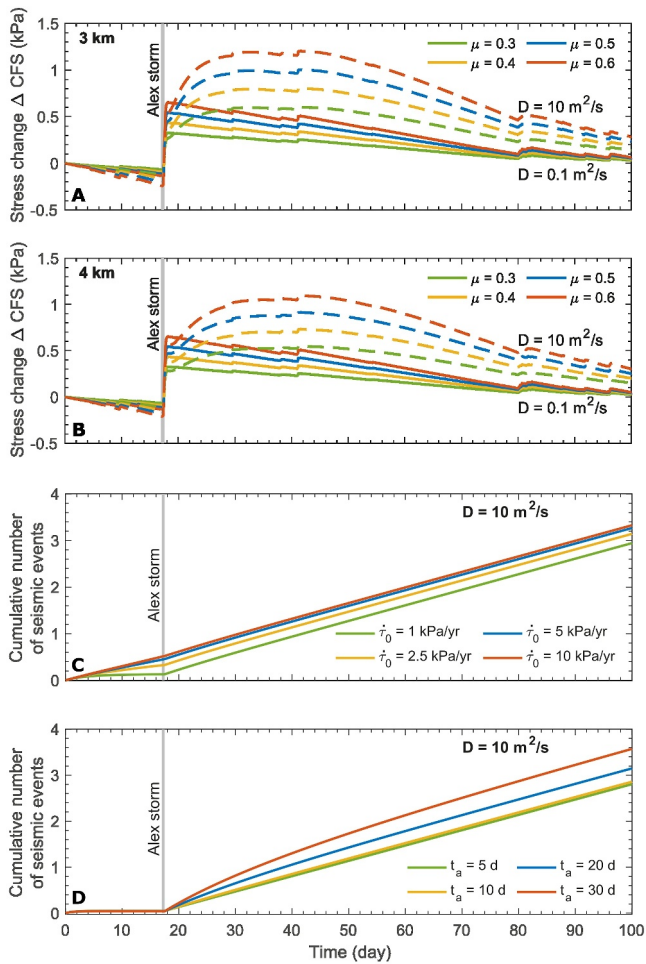 1.5
3 km
μ = 0.3
μ = 0.5
1
μ = 0.4
μ = 0.6
Alex storm
D = 10 m²/s
0.5
0
D = 0.1 m²/s
A
0.5
Stress change Δ CFS (kPa)
1.5
4 km
μ = 0.3
μ = 0.5
1
μ = 0.4
μ = 0.6
Alex storm
D = 10 m²/s
0.5
0
D = 0.1 m²/s
B
-0.5
Stress change Δ CFS (kPa)
4
D = 10 m²/s
3
Alex storm
2
τ̇₀ = 1 kPa/yr
τ̇₀ = 5 kPa/yr
1
τ̇₀ = 2.5 kPa/yr
τ̇₀ = 10 kPa/yr
C
0
Cumulative number
of seismic events
4
D = 10 m²/s
3
Alex storm
2
tₐ = 5 d
tₐ = 20 d
1
tₐ = 10 d
tₐ = 30 d
D
0
Cumulative number
of seismic events
0 10 20 30 40 50 60 70 80 90 100
Time (day)